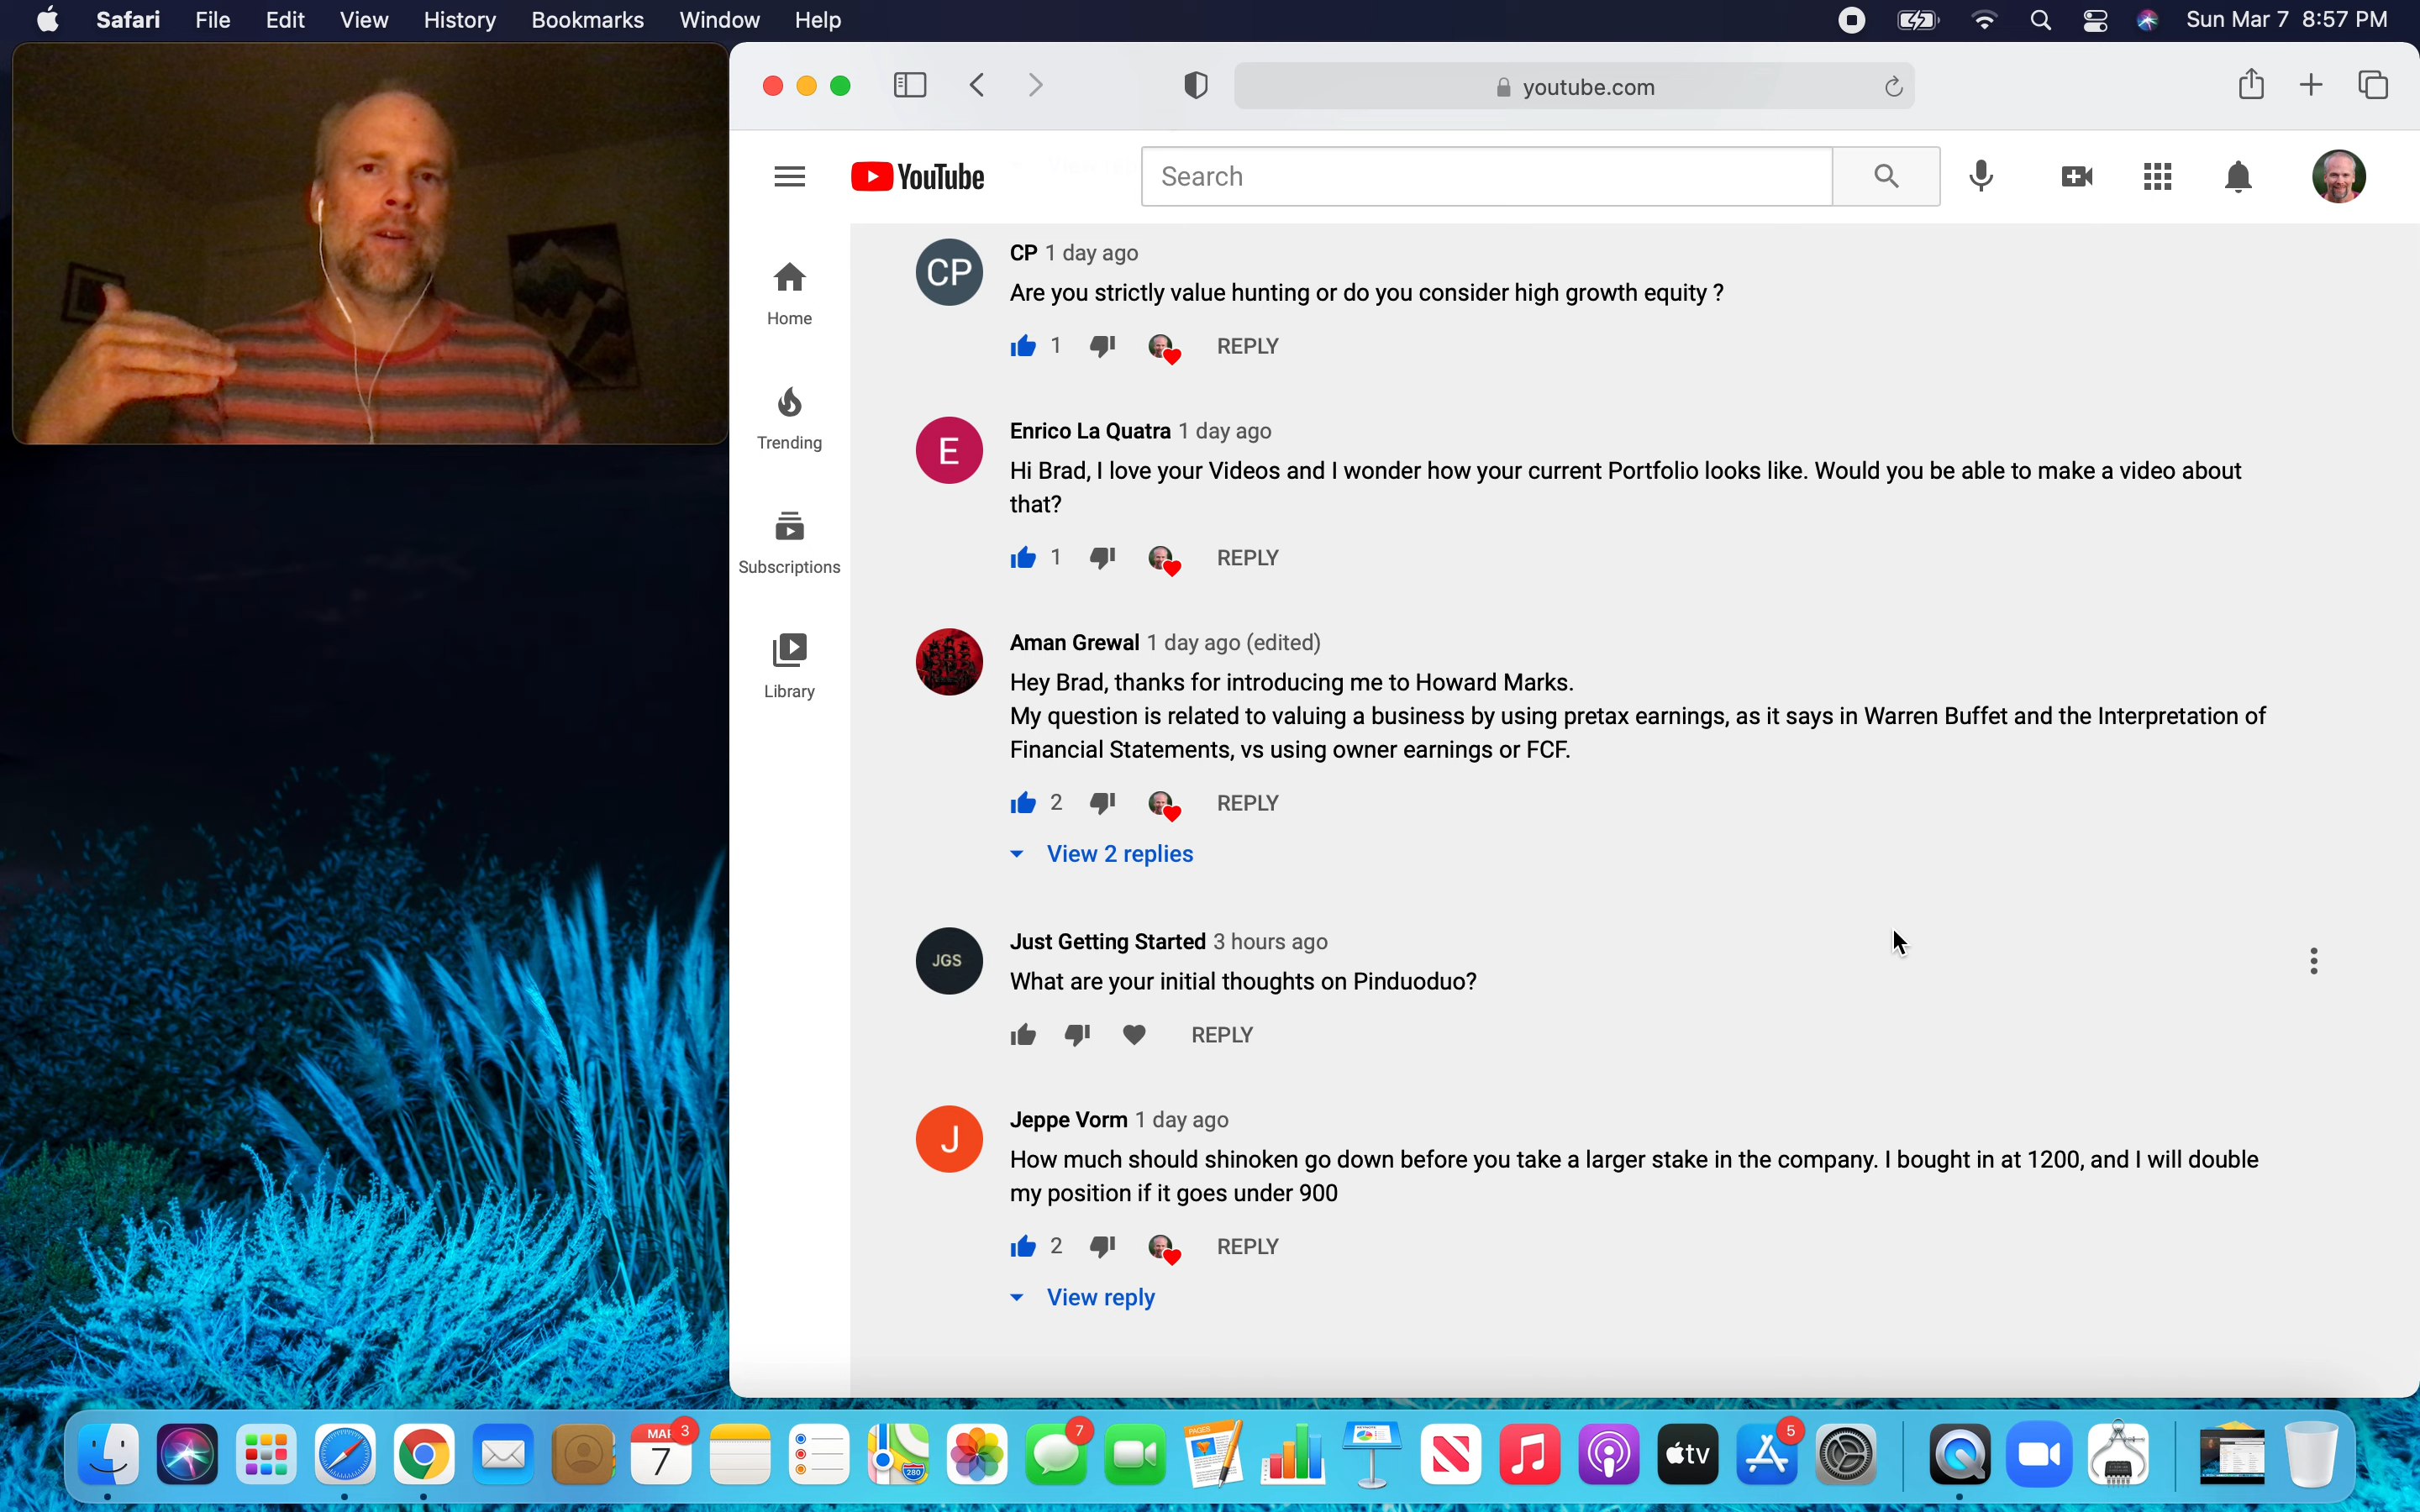 Safari File Edit View History Bookmarks Window Help Sun Mar 7 8:57 PM
youtube.com
YouTube
Search
Home
Trending
Subscriptions
Library
CP
CP 1 day ago
Are you strictly value hunting or do you consider high growth equity ?
1 REPLY
E
Enrico La Quatra 1 day ago
Hi Brad, I love your Videos and I wonder how your current Portfolio looks like. Would you be able to make a video about
that?
1 REPLY
Aman Grewal 1 day ago (edited)
Hey Brad, thanks for introducing me to Howard Marks.
My question is related to valuing a business by using pretax earnings, as it says in Warren Buffet and the Interpretation of
Financial Statements, vs using owner earnings or FCF.
2 REPLY
View 2 replies
JGS
Just Getting Started 3 hours ago
What are your initial thoughts on Pinduoduo?
REPLY
J
Jeppe Vorm 1 day ago
How much should shinoken go down before you take a larger stake in the company. I bought in at 1200, and I will double
my position if it goes under 900
2 REPLY
View reply
MAR 3
7
280
7
PAGES
tv
5